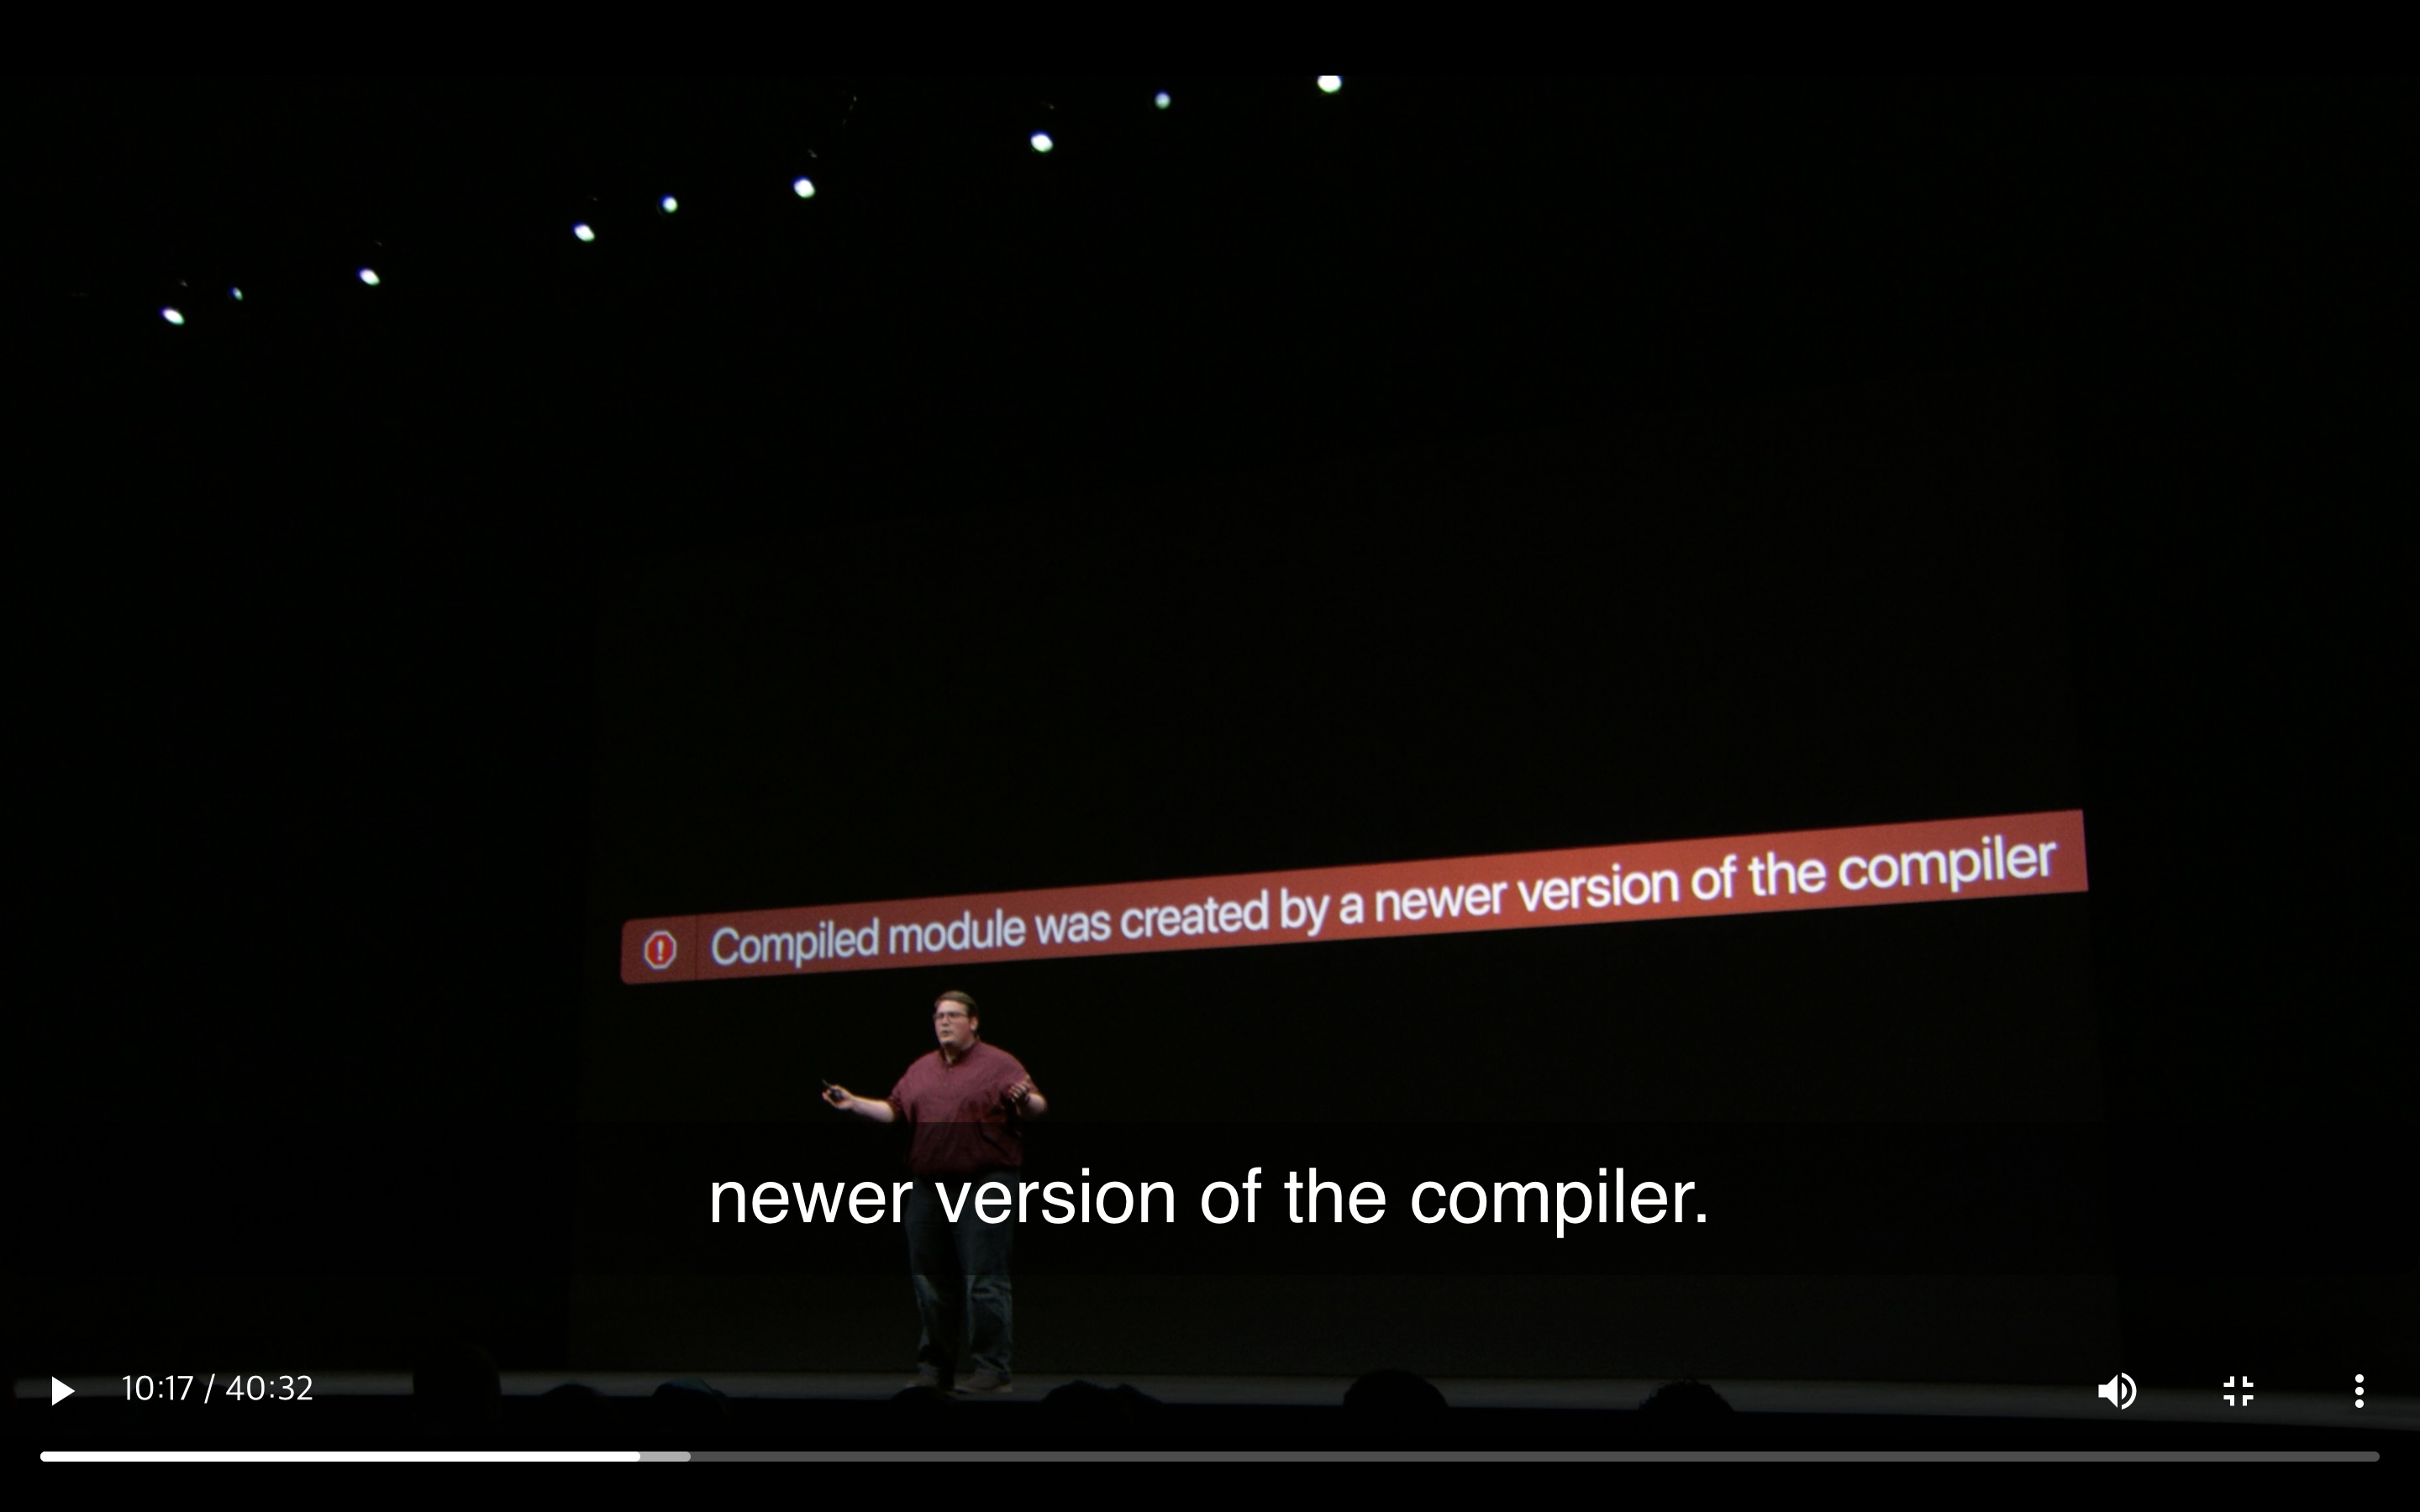 Compiled module was created by a newer version of the compiler
newer version of the compiler.
10:17 / 40:32